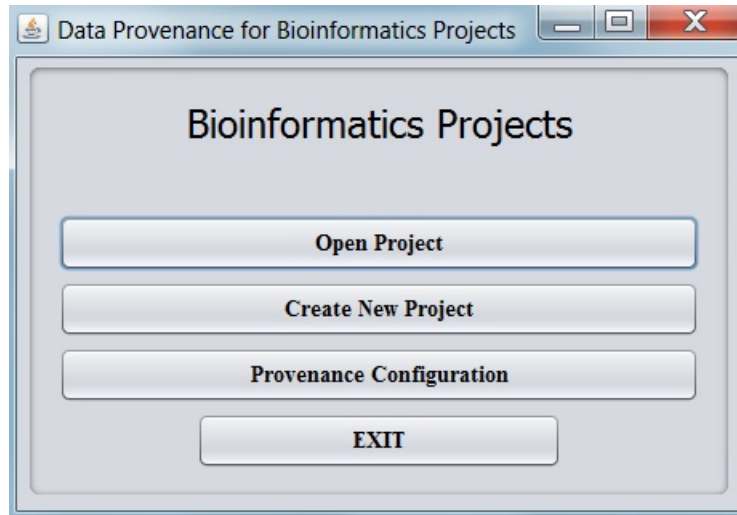 Data Provenance for Bioinformatics Projects
Bioinformatics Projects
Open Project
Create New Project
Provenance Configuration
EXIT